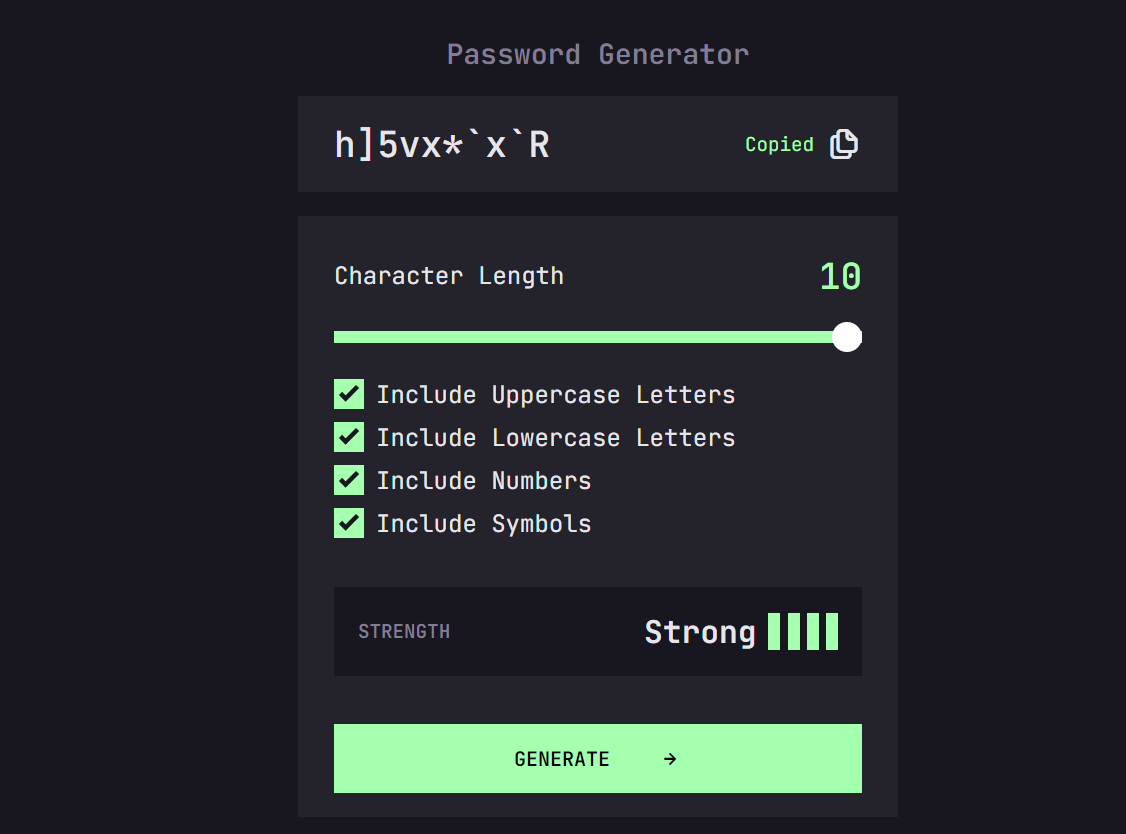 Password Generator
h]5vx*`x`R Copied
Character Length 10
Include Uppercase Letters
Include Lowercase Letters
Include Numbers
Include Symbols
STRENGTH Strong
GENERATE →